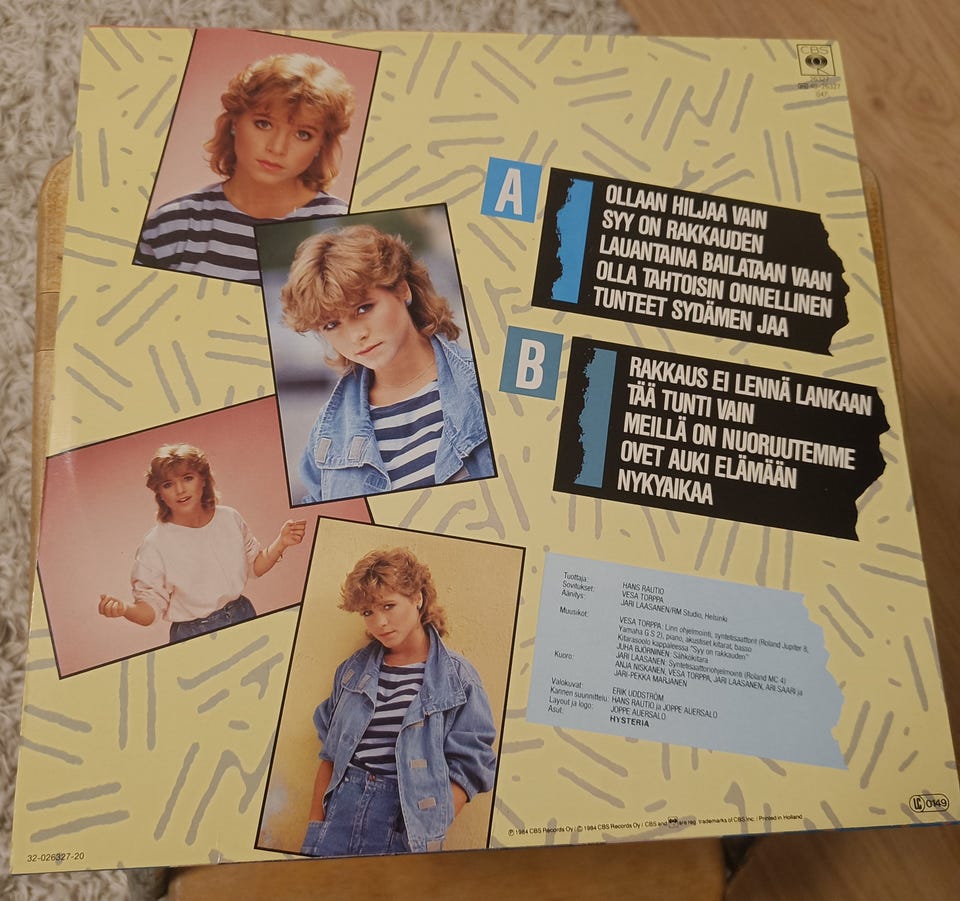 CBS
26327
40-26327
A
OLLAAN HILJAA VAIN
SYY ON RAKKAUDEN
LAUANTAINA BAILATAAN VAAN
OLLA TAHTOISIN ONNELLINEN
TUNTEET SYDÄMEN JAA
B
RAKKAUS EI LENNÄ LANKAAN
TÄÄ TUNTI VAIN
MEILLÄ ON NUORUUTEMME
OVET AUKI ELÄMÄÄN
NYKYAIKAA
Tuottaja: HANS RAUTIO
Sovitukset: VESA TORPPA
Äänitys: JARI LAASANEN/RM Studio, Helsinki
Muusikot: VESA TORPPA: Linn ohjelmointi, syntetisaattorit (Roland Jupiter 8,
Yamaha G S 2), piano, akustiset kitarat, basso
Kitarasoolo kappaleessa "Syy on rakkauden"
JUHA BJÖRNINEN: Sähkökitara
JARI LAASANEN: Syntetisaattoriohjelmointi (Roland MC 4)
Kuoro: ANJA NISKANEN, VESA TORPPA, JARI LAASANEN, ARI SAARI ja
JARI-PEKKA MARJANEN
Valokuvat: ERIK UDDSTRÖM
Kannen suunnittelu: HANS RAUTIO ja JOPPE AUERSALO
Layout ja logo: JOPPE AUERSALO
Asut: HYSTERIA
LC 0149
℗ 1984 CBS Records Oy / © 1984 CBS Records Oy / CBS and are reg. trademarks of CBS Inc. / Printed in Holland
32-026327-20